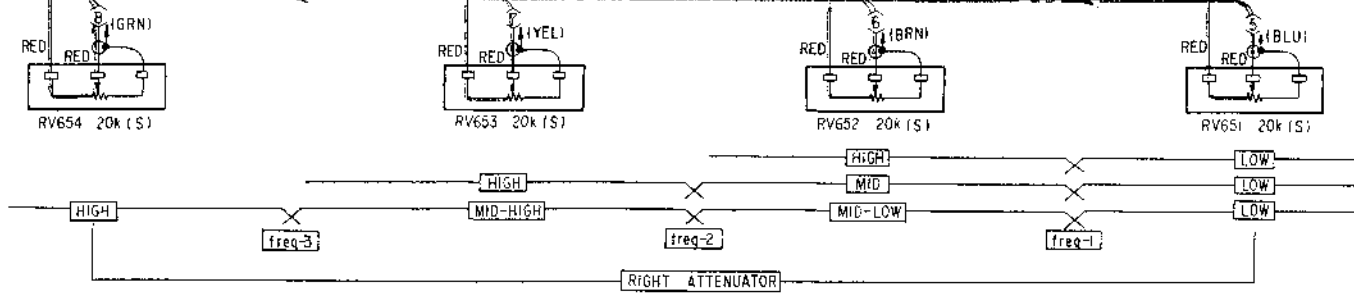 8 7 6 5
(GRN) (YEL) (BRN) (BLU)
RED RED RED RED
RED RED RED RED
RV654 20k (S) RV653 20k (S) RV652 20k (S) RV651 20k (S)
HIGH LOW
HIGH MID LOW
HIGH MID-HIGH MID-LOW LOW
freq-3 freq-2 freq-1
RIGHT ATTENUATOR